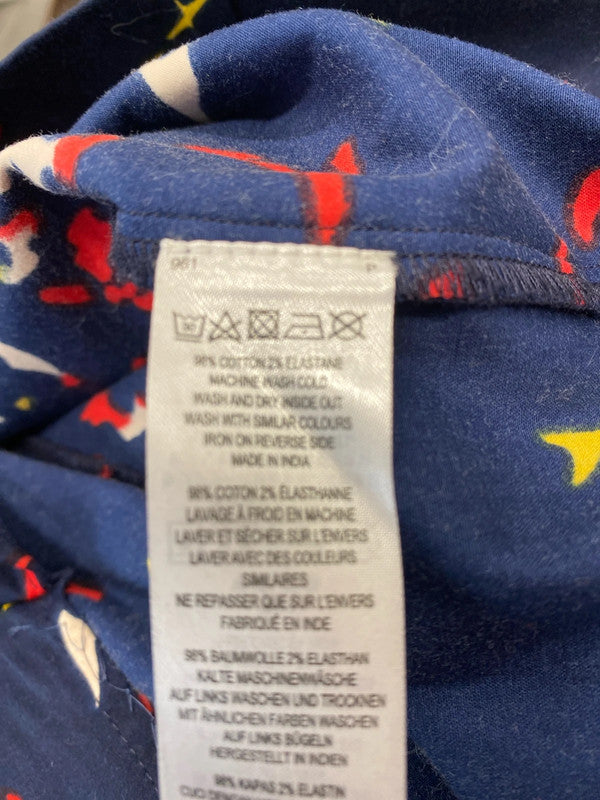 961 P
98% COTTON 2% ELASTANE
MACHINE WASH COLD
WASH AND DRY INSIDE OUT
WASH WITH SIMILAR COLOURS
IRON ON REVERSE SIDE
MADE IN INDIA
98% COTON 2% ÉLASTHANNE
LAVAGE À FROID EN MACHINE
LAVER ET SÉCHER SUR L'ENVERS
LAVER AVEC DES COULEURS
SIMILAIRES
NE REPASSER QUE SUR L'ENVERS
FABRIQUÉ EN INDE
98% BAUMWOLLE 2% ELASTHAN
KALTE MASCHINENWÄSCHE
AUF LINKS WASCHEN UND TROCKNEN
MIT ÄHNLICHEN FARBEN WASCHEN
AUF LINKS BÜGELN
HERGESTELLT IN INDIEN
98% KAPAS 2% ELASTIN
CUCI